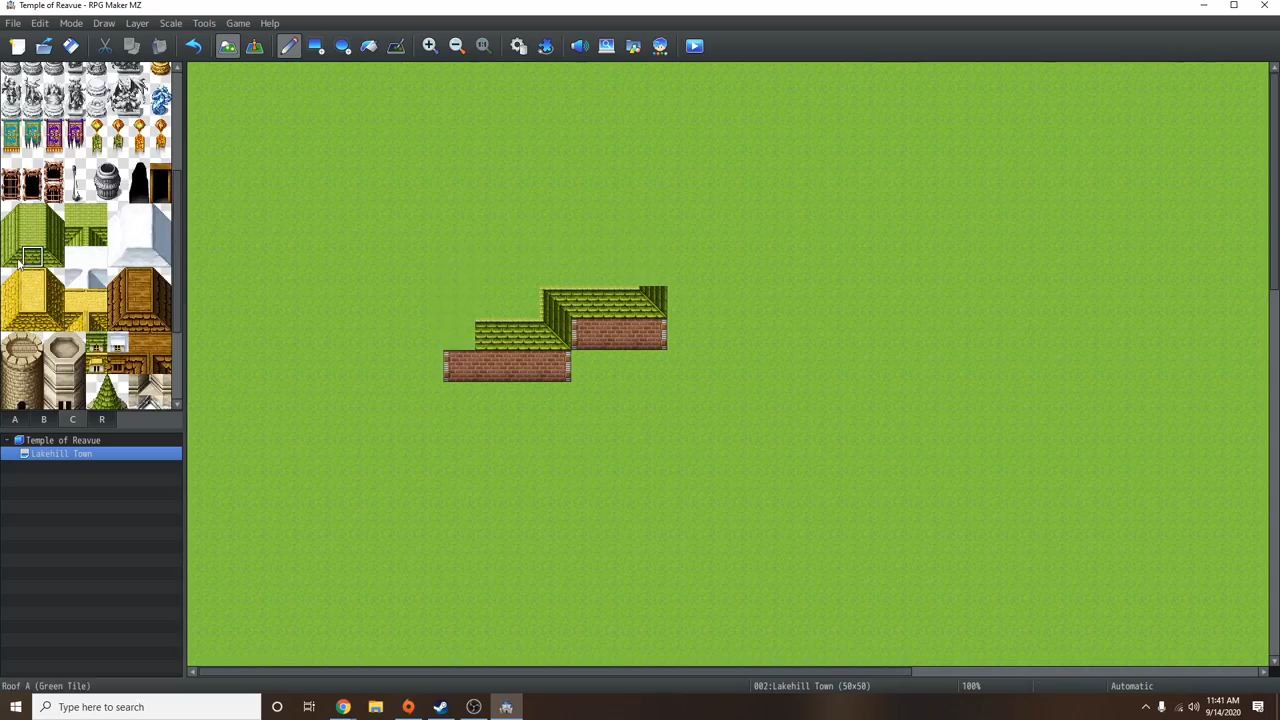 Temple of Reavue - RPG Maker MZ
File Edit Mode Draw Layer Scale Tools Game Help
A B C R
Temple of Reavue
Lakehill Town
Roof A (Green Tile) 002:Lakehill Town (50x50) 100% Automatic
Type here to search
11:41 AM
9/14/2020